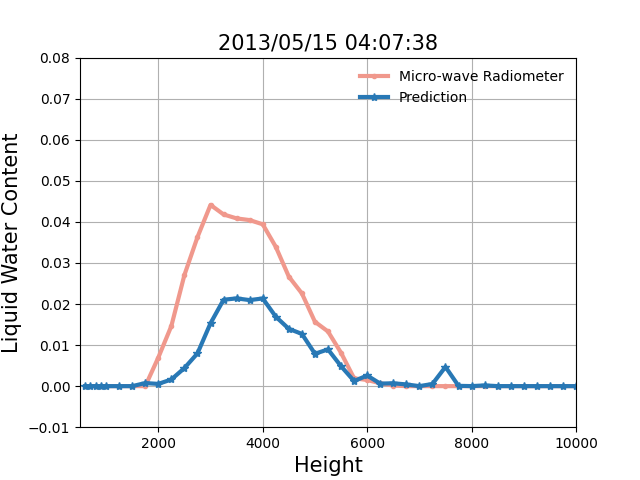 2013/05/15 04:07:38
Micro-wave Radiometer
Prediction
Liquid Water Content
0.08
0.07
0.06
0.05
0.04
0.03
0.02
0.01
0.00
−0.01
2000 4000 6000 8000 10000
Height